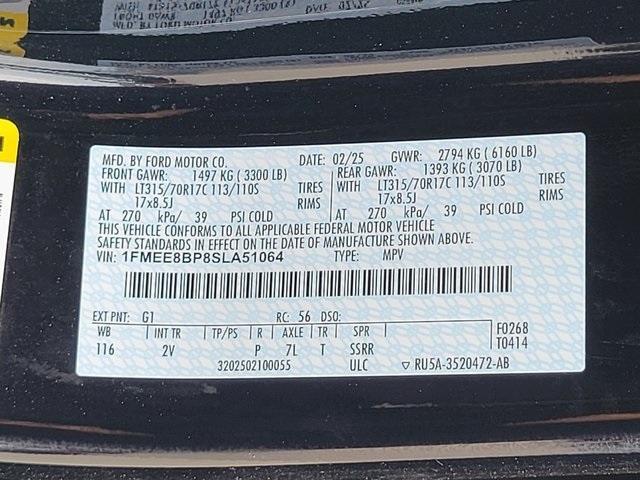 MFD. BY FORD MOTOR CO. DATE: 02/25 GVWR: 2794 KG ( 6160 LB)
FRONT GAWR: 1497 KG ( 3300 LB) REAR GAWR: 1393 KG ( 3070 LB)
WITH LT315/70R17C 113/110S TIRES WITH LT315/70R17C 113/110S TIRES
17x8.5J RIMS 17x8.5J RIMS
AT 270 kPa/ 39 PSI COLD AT 270 kPa/ 39 PSI COLD
THIS VEHICLE CONFORMS TO ALL APPLICABLE FEDERAL MOTOR VEHICLE
SAFETY STANDARDS IN EFFECT ON THE DATE OF MANUFACTURE SHOWN ABOVE.
VIN: 1FMEE8BP8SLA51064 TYPE: MPV
EXT PNT: G1 RC: 56 DSO:
WB INT TR TP/PS R AXLE TR SPR F0268
116 2V P 7L T SSRR T0414
3202502100055 ULC ▽ RU5A-3520472-AB